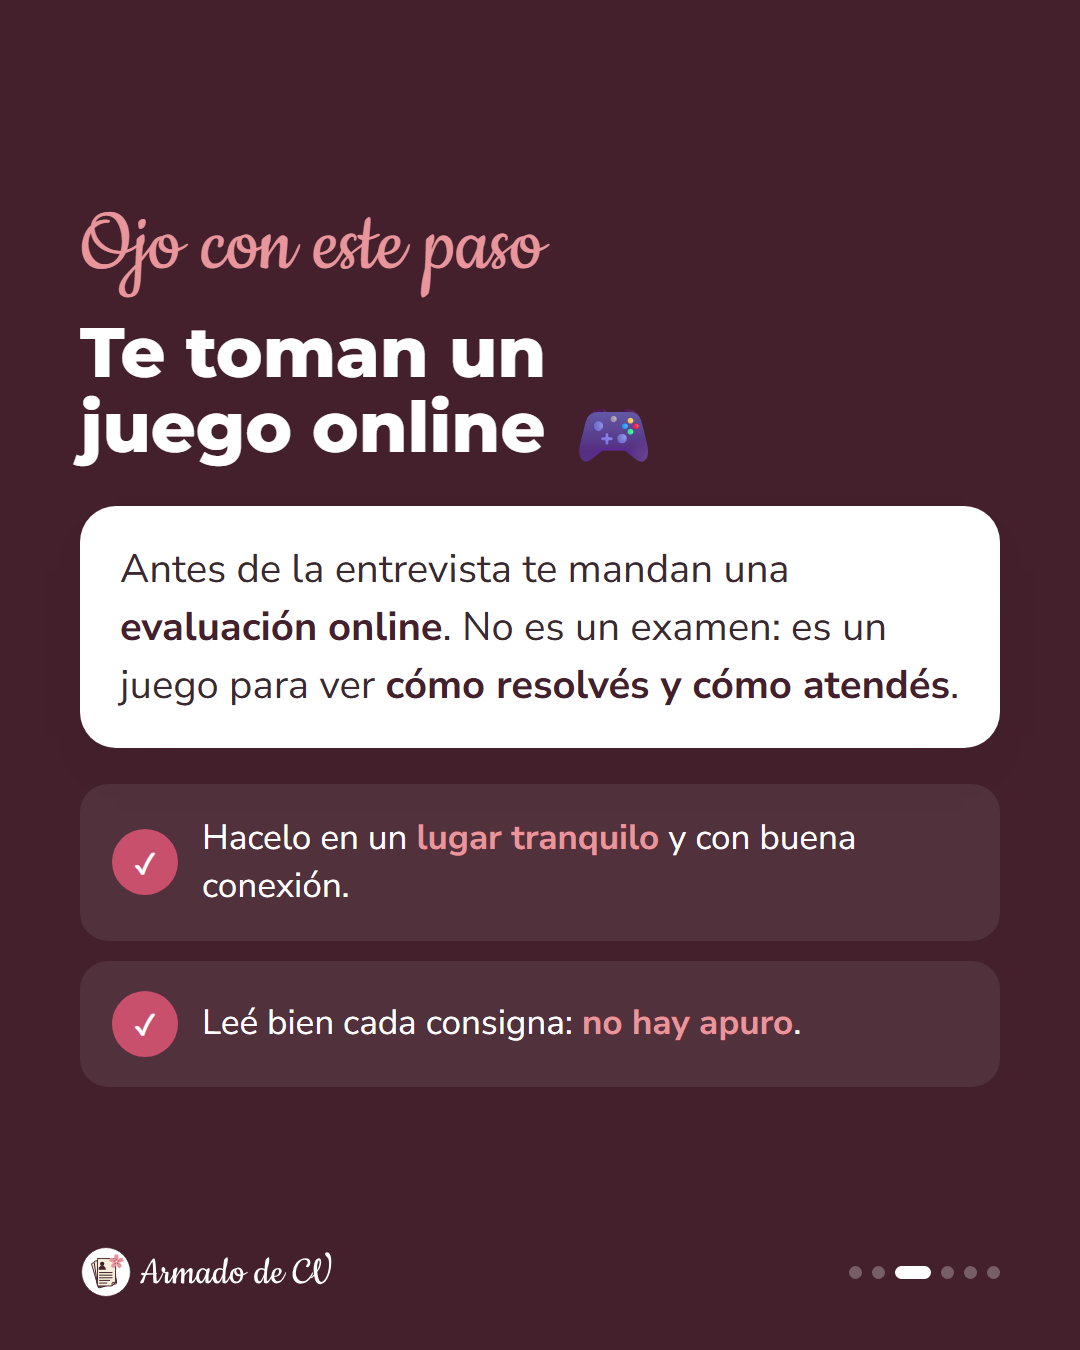 Ojo con este paso
Te toman un
juego online 🎮
Antes de la entrevista te mandan una
evaluación online. No es un examen: es un
juego para ver cómo resolvés y cómo atendés.
✓ Hacelo en un lugar tranquilo y con buena
conexión.
✓ Leé bien cada consigna: no hay apuro.
Armado de CV